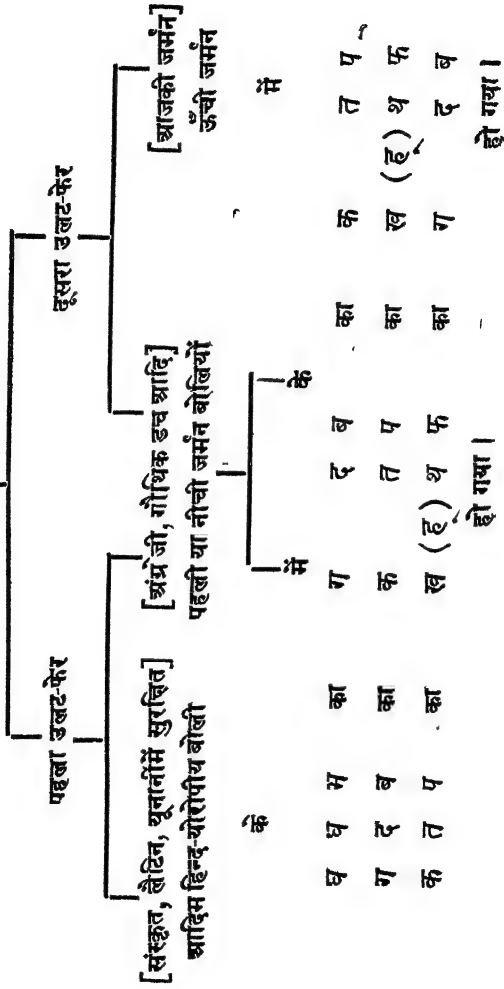 पहला उलट-फेर दूसरा उलट-फेर
[संस्कृत, लैटिन, यूनानीमें सुरक्षित] [अंग्रेजी, गौथिक डच आदि] [आजकी जर्मन]
आदिम हिन्द-योरोपीय बोली पहली या नीची जर्मन बोलियों ऊँची जर्मन
के में के में
घ ध भ का ग द ब का क त प
ग द ब का क त प का ख (ह) थ फ
क त प का ख (ह) थ फ का ग द ब
हो गया। हो गया।